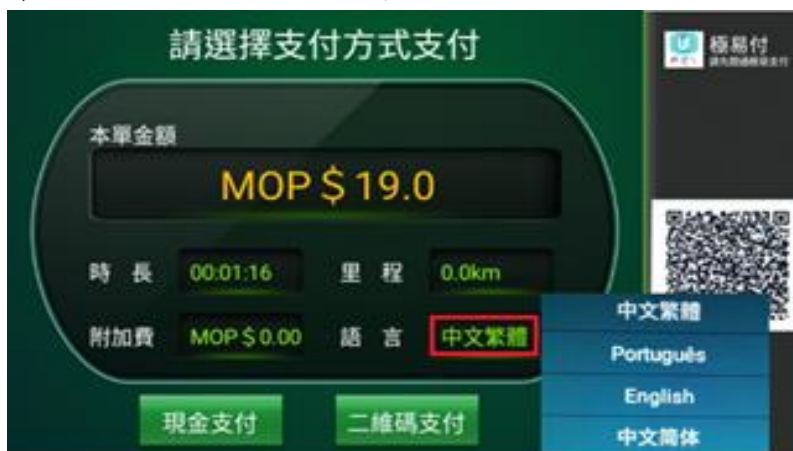 請選擇支付方式支付
極易付
本單金額
MOP $ 19.0
時 長 00:01:16 里 程 0.0km
附加費 MOP $ 0.00 語 言 中文繁體
中文繁體
Português
English
中文简体
現金支付 二維碼支付